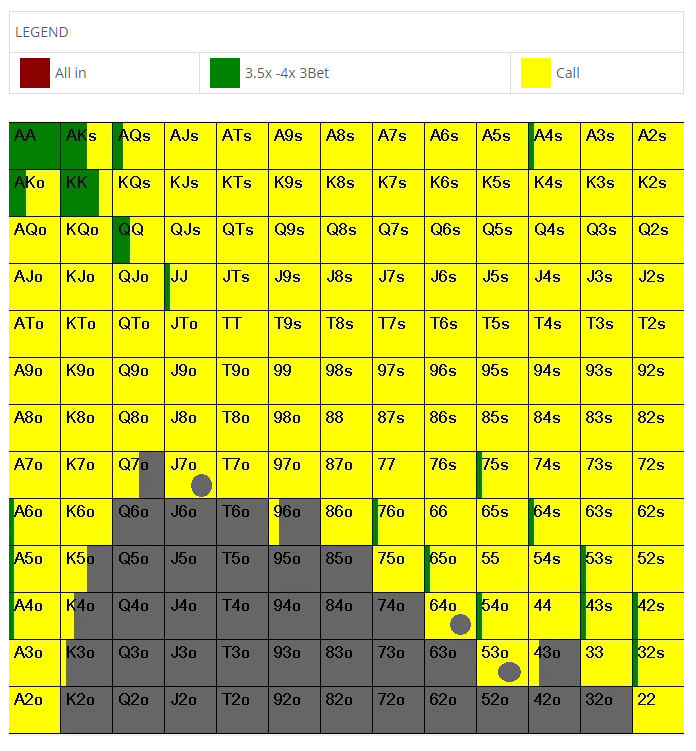 LEGEND
All in 3.5x -4x 3Bet Call
AA AKs AQs AJs ATs A9s A8s A7s A6s A5s A4s A3s A2s
AKo KK KQs KJs KTs K9s K8s K7s K6s K5s K4s K3s K2s
AQo KQo QQ QJs QTs Q9s Q8s Q7s Q6s Q5s Q4s Q3s Q2s
AJo KJo QJo JJ JTs J9s J8s J7s J6s J5s J4s J3s J2s
ATo KTo QTo JTo TT T9s T8s T7s T6s T5s T4s T3s T2s
A9o K9o Q9o J9o T9o 99 98s 97s 96s 95s 94s 93s 92s
A8o K8o Q8o J8o T8o 98o 88 87s 86s 85s 84s 83s 82s
A7o K7o Q7o J7o T7o 97o 87o 77 76s 75s 74s 73s 72s
A6o K6o Q6o J6o T6o 96o 86o 76o 66 65s 64s 63s 62s
A5o K5o Q5o J5o T5o 95o 85o 75o 65o 55 54s 53s 52s
A4o K4o Q4o J4o T4o 94o 84o 74o 64o 54o 44 43s 42s
A3o K3o Q3o J3o T3o 93o 83o 73o 63o 53o 43o 33 32s
A2o K2o Q2o J2o T2o 92o 82o 72o 62o 52o 42o 32o 22